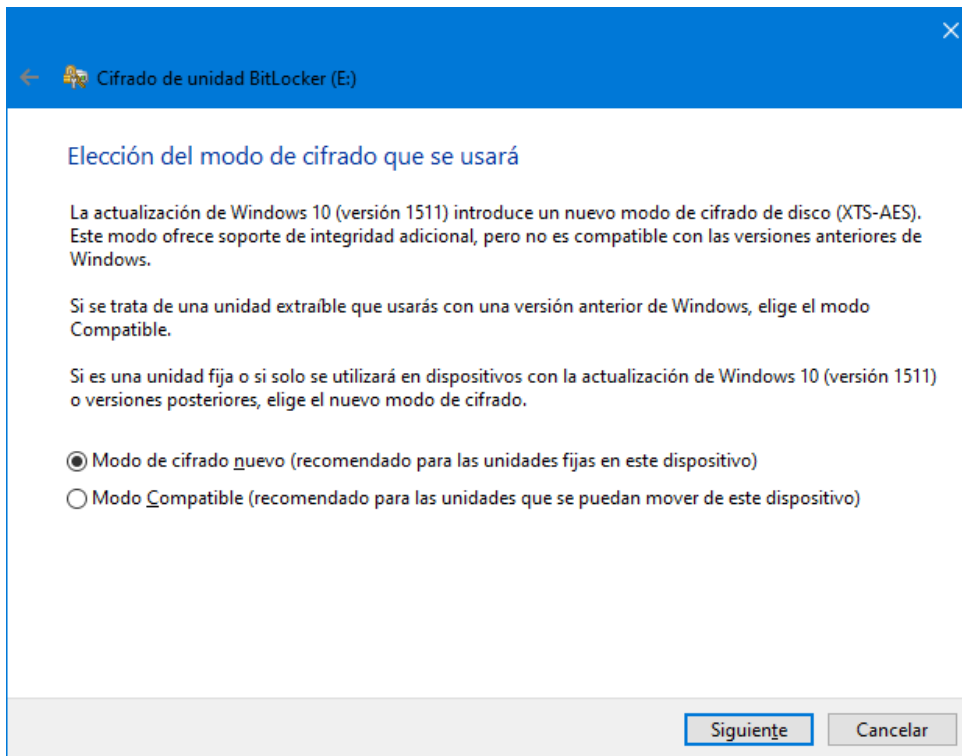 Cifrado de unidad BitLocker (E:)
Elección del modo de cifrado que se usará
La actualización de Windows 10 (versión 1511) introduce un nuevo modo de cifrado de disco (XTS-AES).
Este modo ofrece soporte de integridad adicional, pero no es compatible con las versiones anteriores de
Windows.
Si se trata de una unidad extraíble que usarás con una versión anterior de Windows, elige el modo
Compatible.
Si es una unidad fija o si solo se utilizará en dispositivos con la actualización de Windows 10 (versión 1511)
o versiones posteriores, elige el nuevo modo de cifrado.
Modo de cifrado nuevo (recomendado para las unidades fijas en este dispositivo)
Modo Compatible (recomendado para las unidades que se puedan mover de este dispositivo)
Siguiente Cancelar